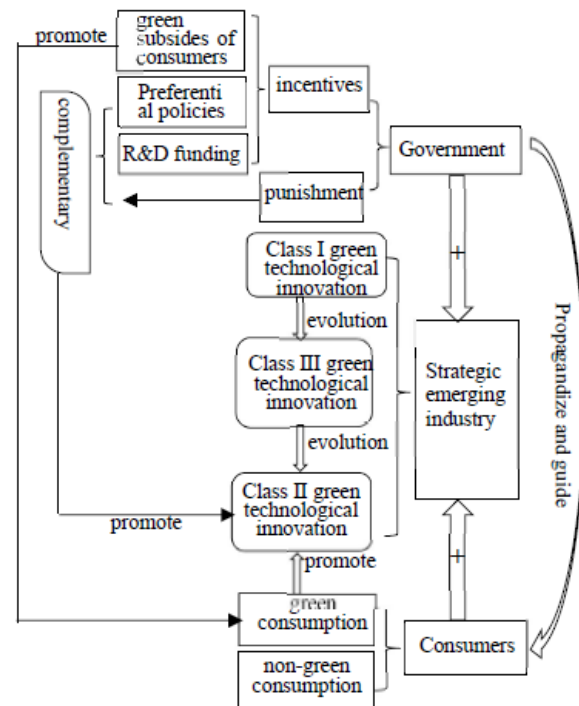 green
promote
subsides of
consumers
Preferenti
al policies
incentives
complementary
R&D funding
Government
punishment
Class I green
technological
innovation
evolution
Class III green
technological
innovation
Strategic
emerging
industry
Propagandize and guide
+
evolution
Class II green
technological
innovation
promote
promote
+
green
consumption
Consumers
non-green
consumption